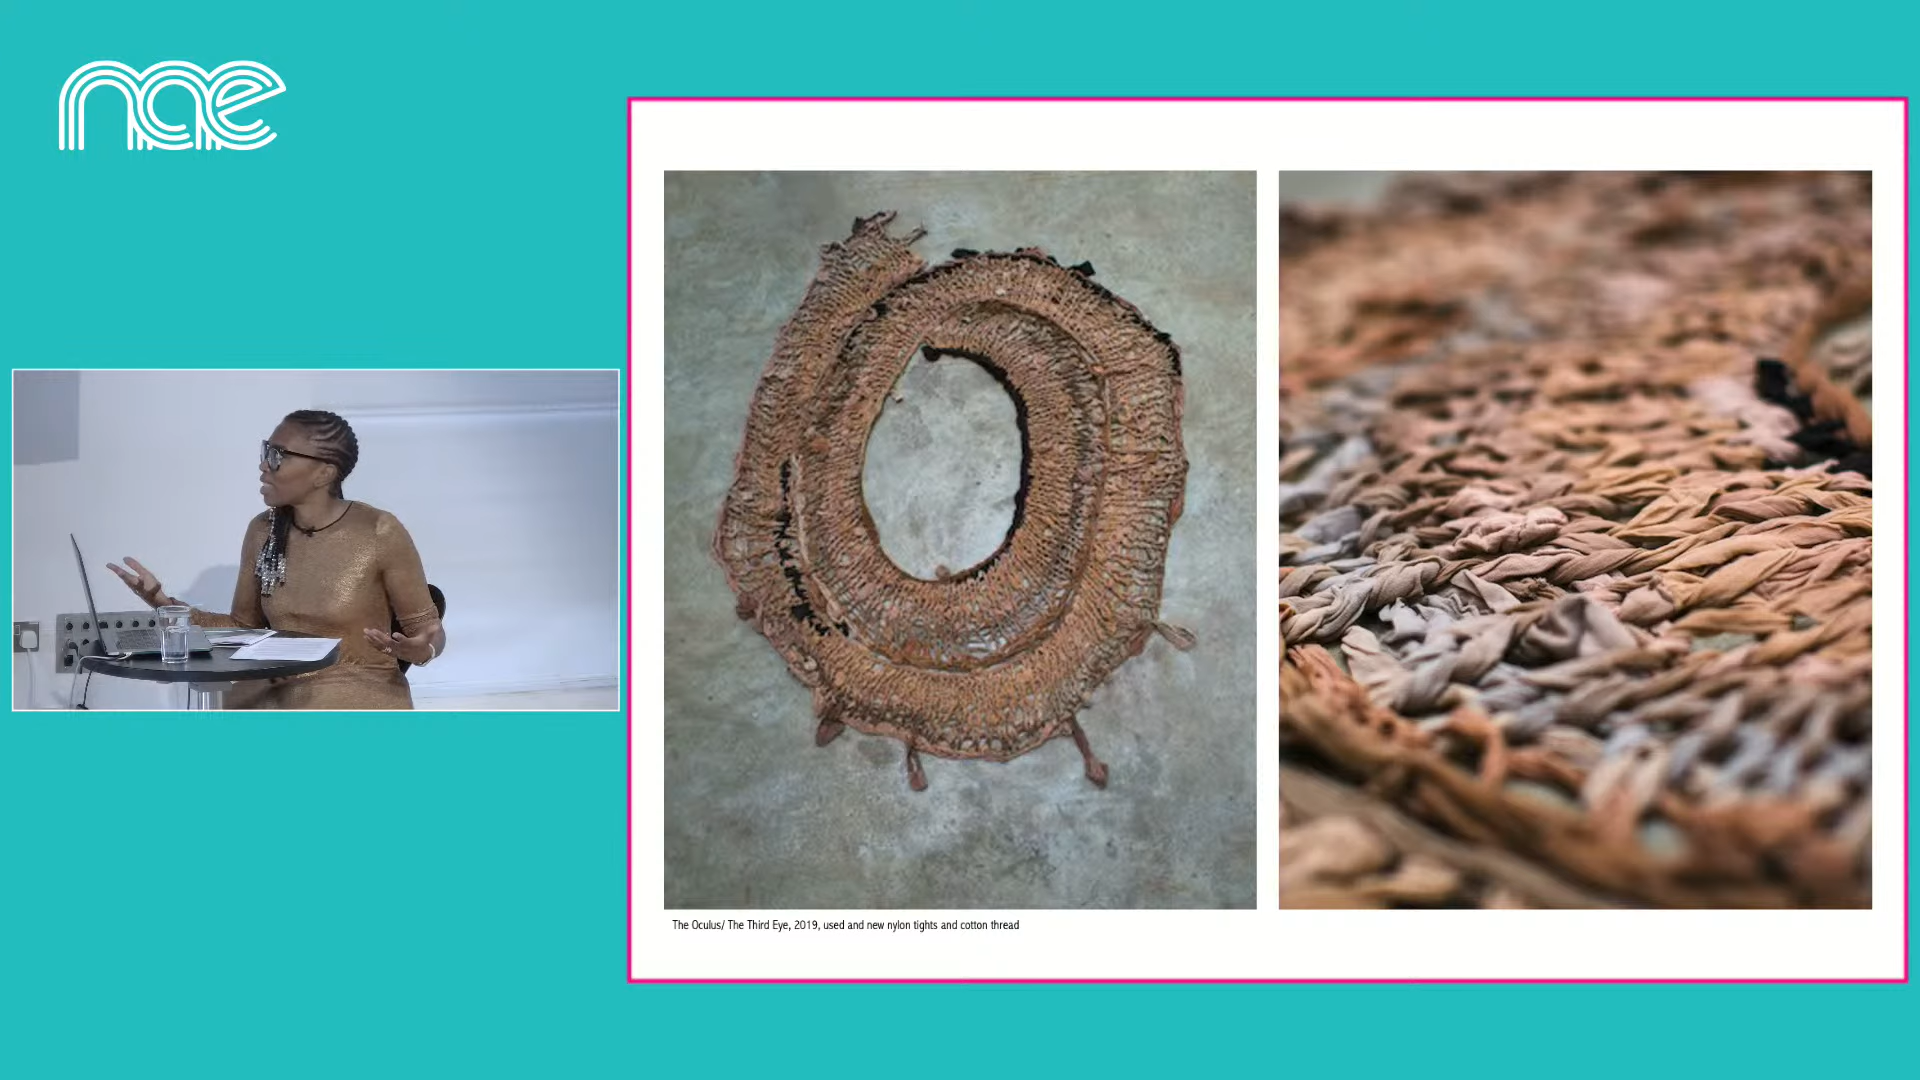 nae
The Oculus/ The Third Eye, 2019, used and new nylon tights and cotton thread